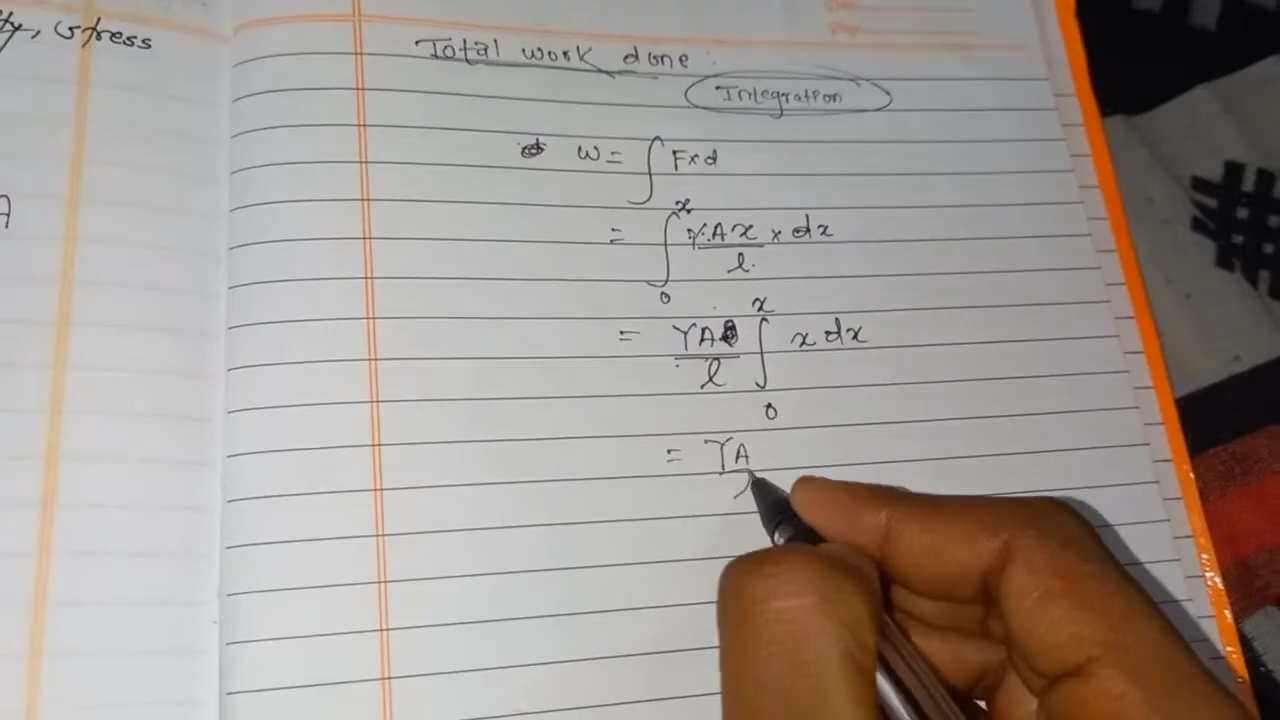 ty, stress
Total work done
Integration
W = ∫ F×d
= ∫₀ˣ Y.Ax/l. × dx
= YA/l ∫₀ˣ x dx
= YA